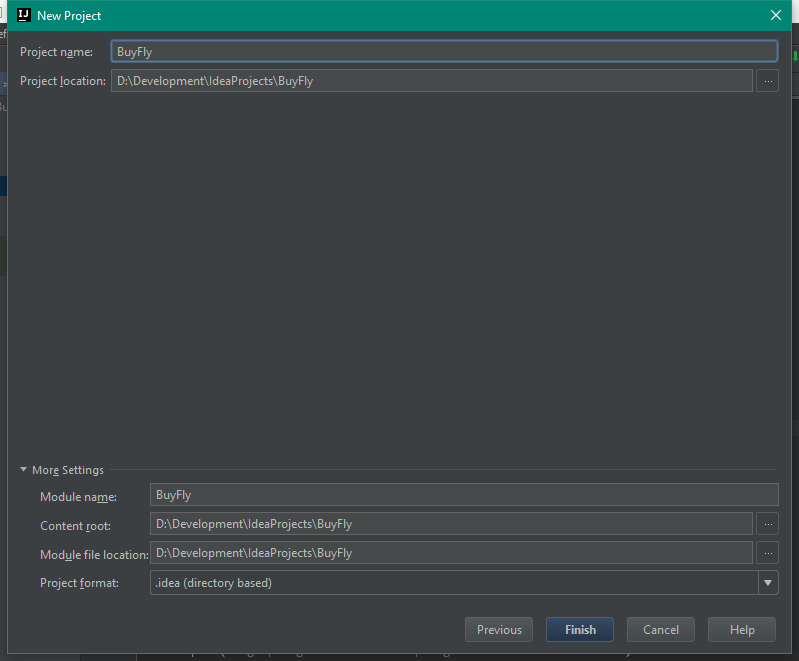 IJ New Project
Project name: BuyFly
Project location: D:\Development\IdeaProjects\BuyFly ...
More Settings
Module name: BuyFly
Content root: D:\Development\IdeaProjects\BuyFly ...
Module file location: D:\Development\IdeaProjects\BuyFly ...
Project format: .idea (directory based)
Previous Finish Cancel Help